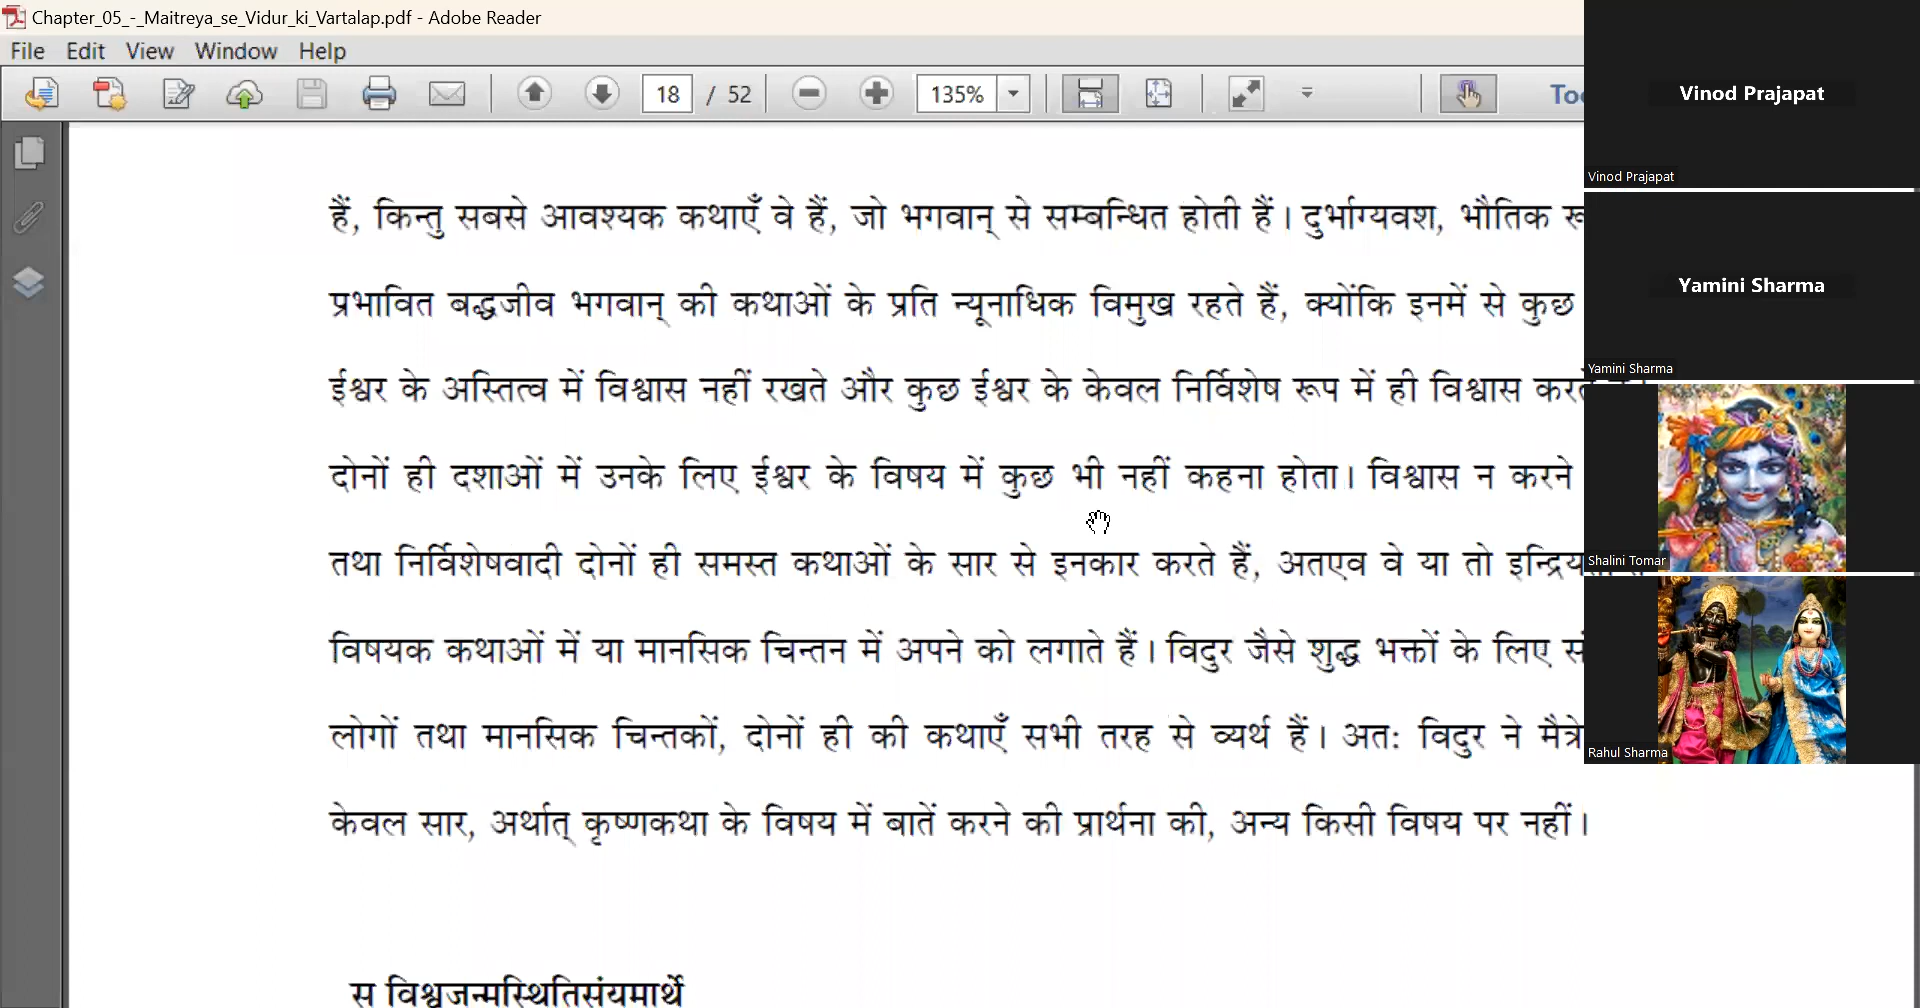 Chapter_05_-_Maitreya_se_Vidur_ki_Vartalap.pdf - Adobe Reader
File Edit View Window Help
18 / 52 135%
हैं, किन्तु सबसे आवश्यक कथाएँ वे हैं, जो भगवान् से सम्बन्धित होती हैं। दुर्भाग्यवश, भौतिक
प्रभावित बद्धजीव भगवान् की कथाओं के प्रति न्यूनाधिक विमुख रहते हैं, क्योंकि इनमें से कुछ
ईश्वर के अस्तित्व में विश्वास नहीं रखते और कुछ ईश्वर के केवल निर्विशेष रूप में ही विश्वास
दोनों ही दशाओं में उनके लिए ईश्वर के विषय में कुछ भी नहीं कहना होता। विश्वास न करने
तथा निर्विशेषवादी दोनों ही समस्त कथाओं के सार से इनकार करते हैं, अतएव वे या तो
विषयक कथाओं में या मानसिक चिन्तन में अपने को लगाते हैं। विदुर जैसे शुद्ध भक्तों के लिए
लोगों तथा मानसिक चिन्तकों, दोनों ही की कथाएँ सभी तरह से व्यर्थ हैं। अतः विदुर ने
केवल सार, अर्थात् कृष्णकथा के विषय में बातें करने की प्रार्थना की, अन्य किसी विषय पर नहीं।
स विश्वजन्मस्थितिसंयमार्थे
Vinod Prajapat
Vinod Prajapat
Yamini Sharma
Yamini Sharma
Shalini Tomar
Rahul Sharma